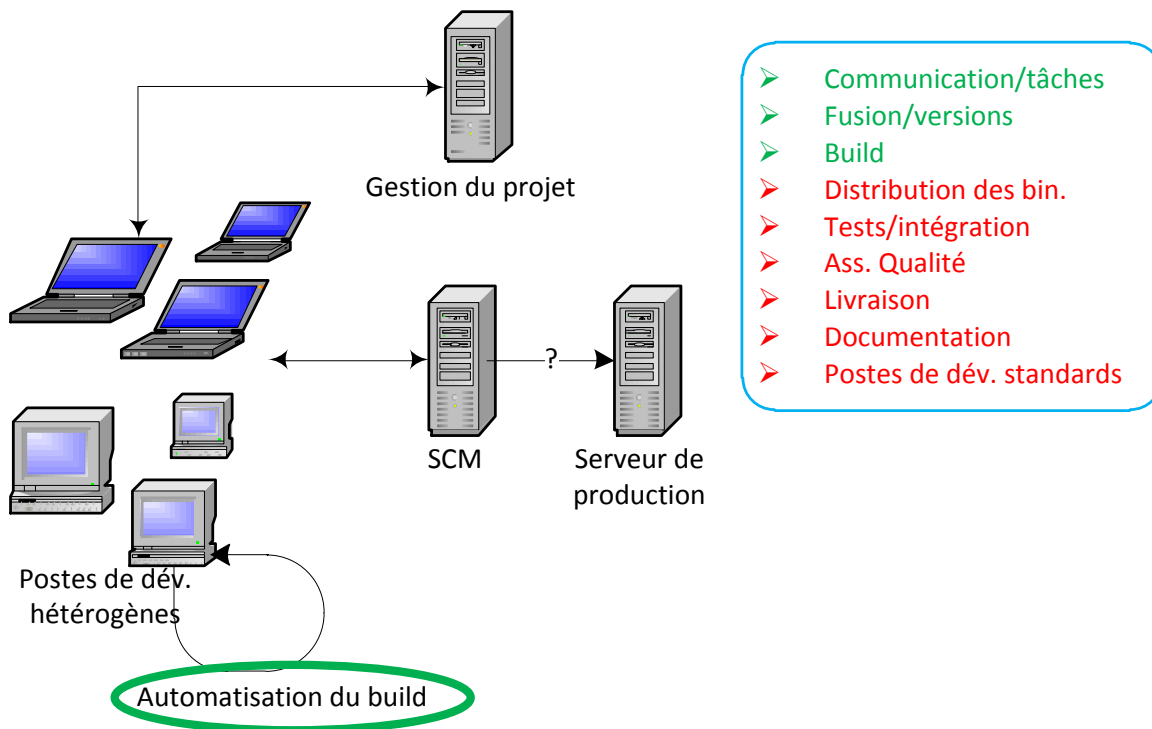 Gestion du projet
SCM
?
Serveur de
production
Postes de dév.
hétérogènes
Automatisation du build
Communication/tâches
Fusion/versions
Build
Distribution des bin.
Tests/intégration
Ass. Qualité
Livraison
Documentation
Postes de dév. standards